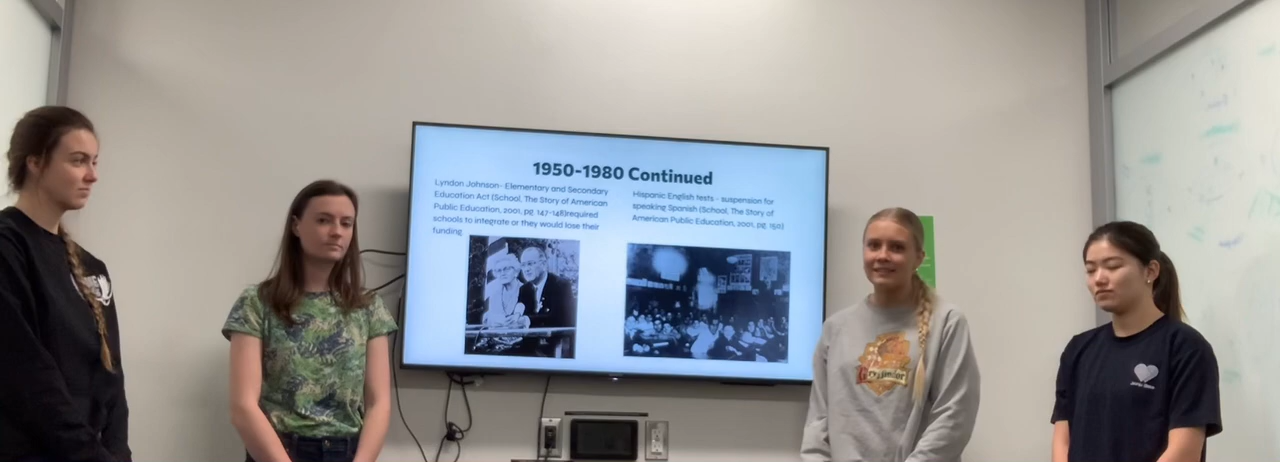 1950-1980 Continued
Lyndon Johnson- Elementary and Secondary
Education Act (School, The Story of American
Public Education, 2001, pg. 147-148)required
schools to integrate or they would lose their
funding
Hispanic English tests - suspension for
speaking Spanish (School, The Story of
American Public Education, 2001, pg. 150)
Gryffindor